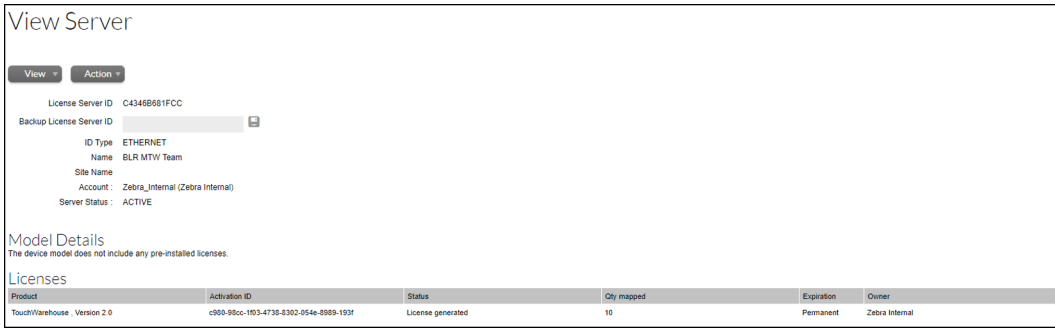 View Server
View Action
License Server ID C4346B681FCC
Backup License Server ID
ID Type ETHERNET
Name BLR MTW Team
Site Name
Account : Zebra_Internal (Zebra Internal)
Server Status : ACTIVE
Model Details
The device model does not include any pre-installed licenses.
Licenses
Product Activation ID Status Qty mapped Expiration Owner
TouchWarehouse , Version 2.0 c980-98cc-1f03-4738-8302-054e-8989-193f License generated 10 Permanent Zebra Internal